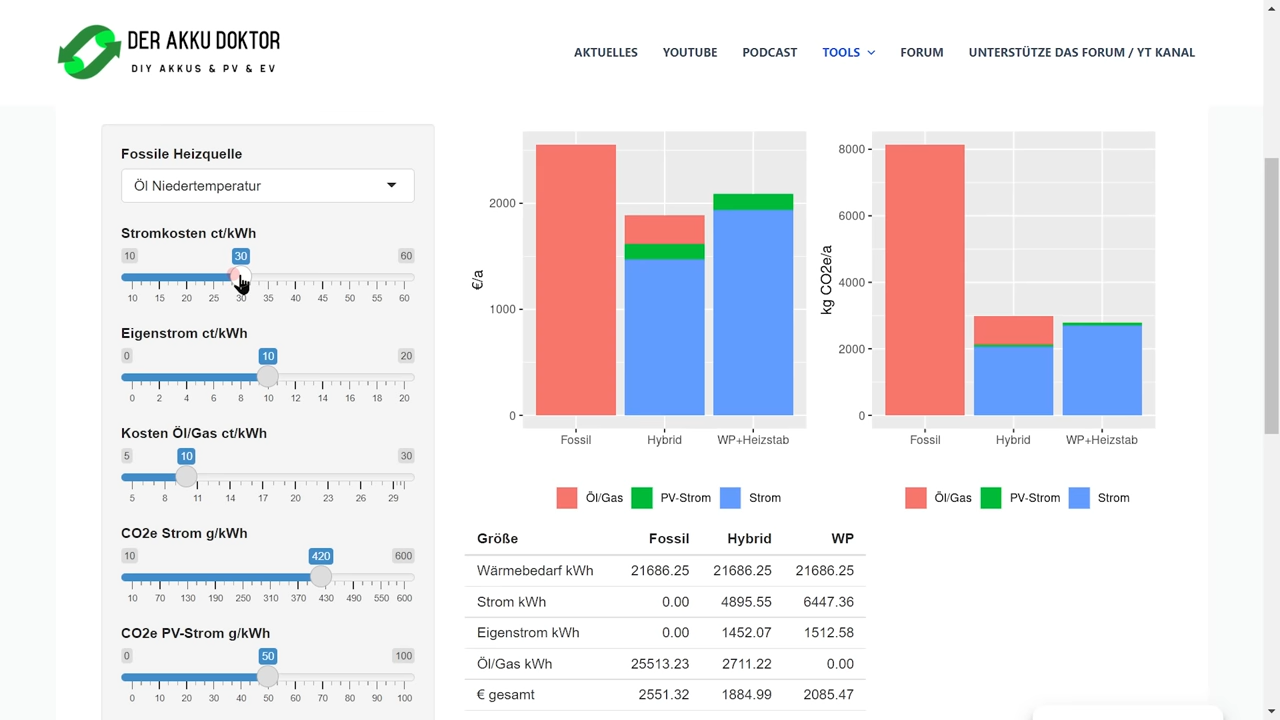 DER AKKU DOKTOR
DIY AKKUS & PV & EV
AKTUELLES YOUTUBE PODCAST TOOLS FORUM UNTERSTÜTZE DAS FORUM / YT KANAL
Fossile Heizquelle
Öl Niedertemperatur
Stromkosten ct/kWh
10 30 60
10 15 20 25 30 35 40 45 50 55 60
Eigenstrom ct/kWh
0 10 20
0 2 4 6 8 10 12 14 16 18 20
Kosten Öl/Gas ct/kWh
5 10 30
5 8 11 14 17 20 23 26 29
CO2e Strom g/kWh
10 420 600
10 70 130 190 250 310 370 430 490 550 600
CO2e PV-Strom g/kWh
0 50 100
0 10 20 30 40 50 60 70 80 90 100
€/a
2000
1000
0
Fossil Hybrid WP+Heizstab
Öl/Gas PV-Strom Strom
kg CO2e/a
8000
6000
4000
2000
0
Fossil Hybrid WP+Heizstab
Öl/Gas PV-Strom Strom
Größe Fossil Hybrid WP
Wärmebedarf kWh 21686.25 21686.25 21686.25
Strom kWh 0.00 4895.55 6447.36
Eigenstrom kWh 0.00 1452.07 1512.58
Öl/Gas kWh 25513.23 2711.22 0.00
€ gesamt 2551.32 1884.99 2085.47